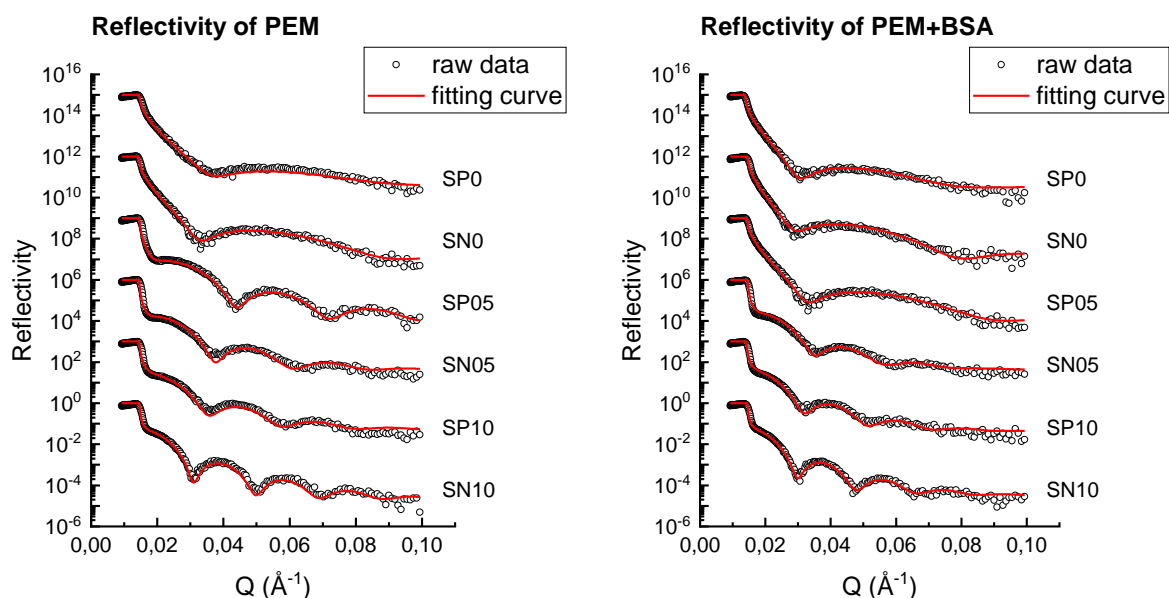 Reflectivity of PEM
raw data
fitting curve
10^16
10^14
10^12
10^10
10^8
10^6
10^4
10^2
10^0
10^-2
10^-4
10^-6
Reflectivity
SP0
SN0
SP05
SN05
SP10
SN10
0,00 0,02 0,04 0,06 0,08 0,10
Q (Å^-1)
Reflectivity of PEM+BSA
raw data
fitting curve
10^16
10^14
10^12
10^10
10^8
10^6
10^4
10^2
10^0
10^-2
10^-4
10^-6
Reflectivity
SP0
SN0
SP05
SN05
SP10
SN10
0,00 0,02 0,04 0,06 0,08 0,10
Q (Å^-1)